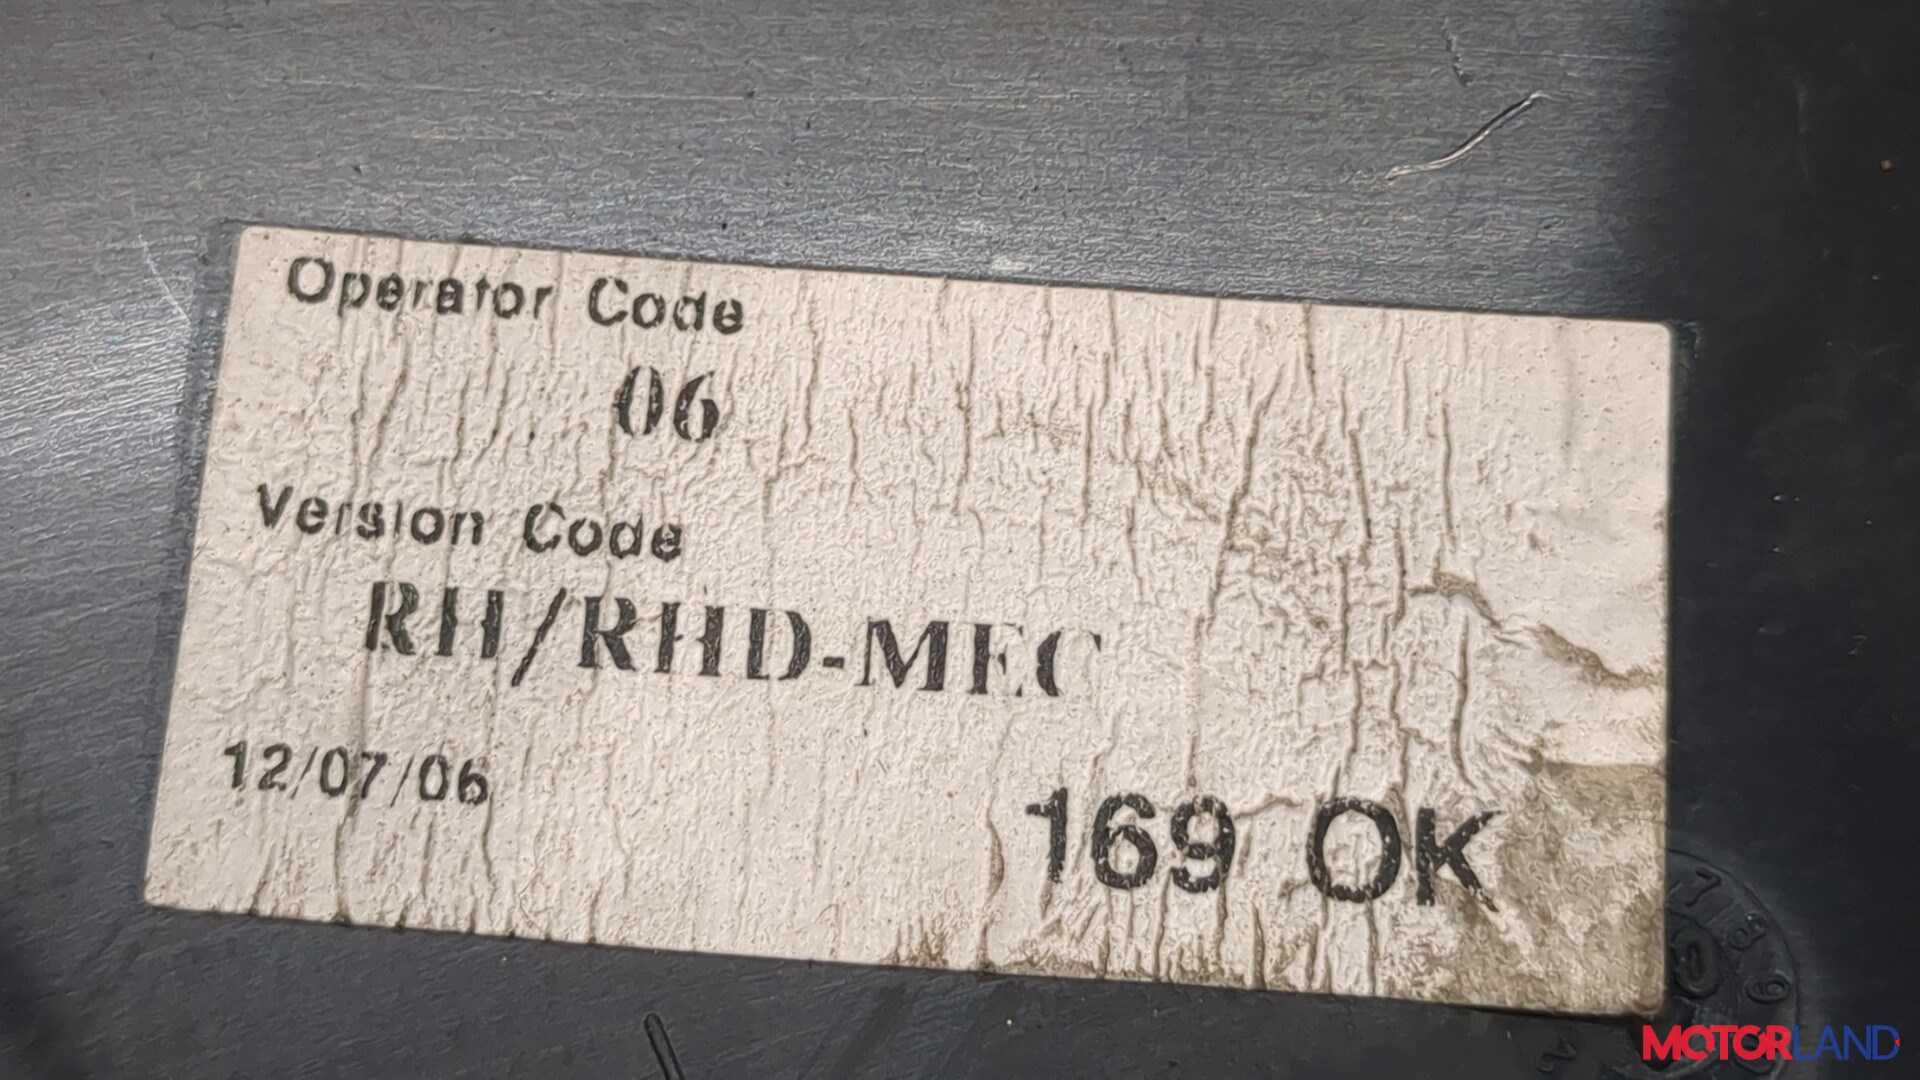 Operator Code
06
Version Code
RH/RHD-MEC
12/07/06
169 OK
MOTORLAND